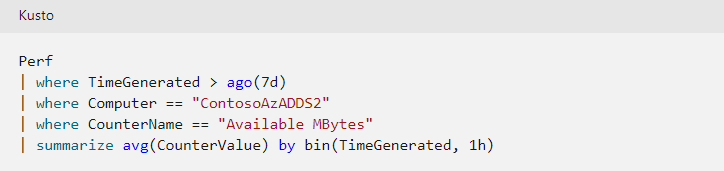 Kusto
Perf
| where TimeGenerated > ago(7d)
| where Computer == "ContosoAzADDS2"
| where CounterName == "Available MBytes"
| summarize avg(CounterValue) by bin(TimeGenerated, 1h)